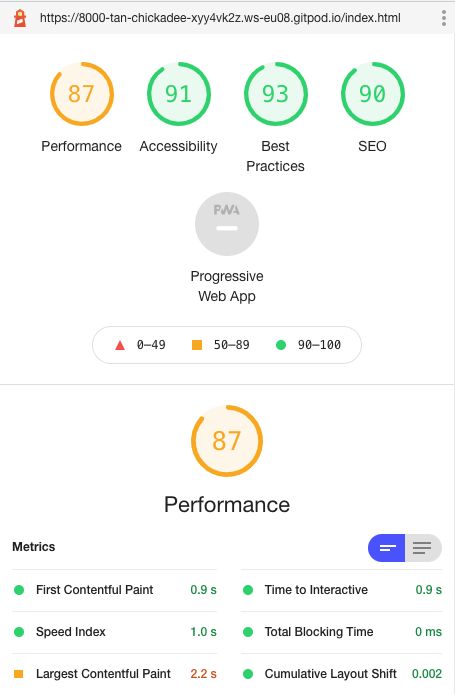 https://8000-tan-chickadee-xyy4vk2z.ws-eu08.gitpod.io/index.html
87 91 93 90
Performance Accessibility Best Practices SEO
PWA
Progressive
Web App
0–49 50–89 90–100
87
Performance
Metrics
First Contentful Paint 0.9 s Time to Interactive 0.9 s
Speed Index 1.0 s Total Blocking Time 0 ms
Largest Contentful Paint 2.2 s Cumulative Layout Shift 0.002